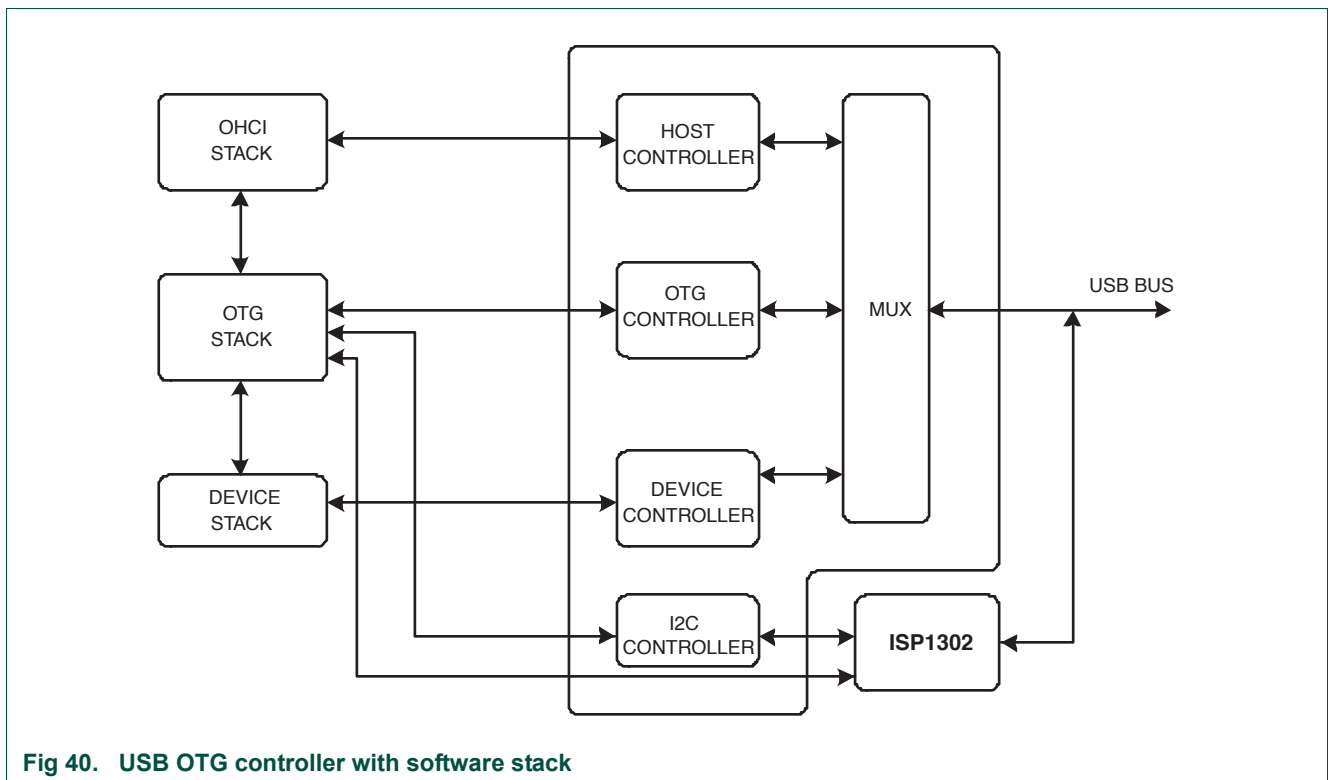 OHCI
STACK
HOST
CONTROLLER
OTG
STACK
OTG
CONTROLLER
MUX
USB BUS
DEVICE
STACK
DEVICE
CONTROLLER
I2C
CONTROLLER
ISP1302
Fig 40. USB OTG controller with software stack